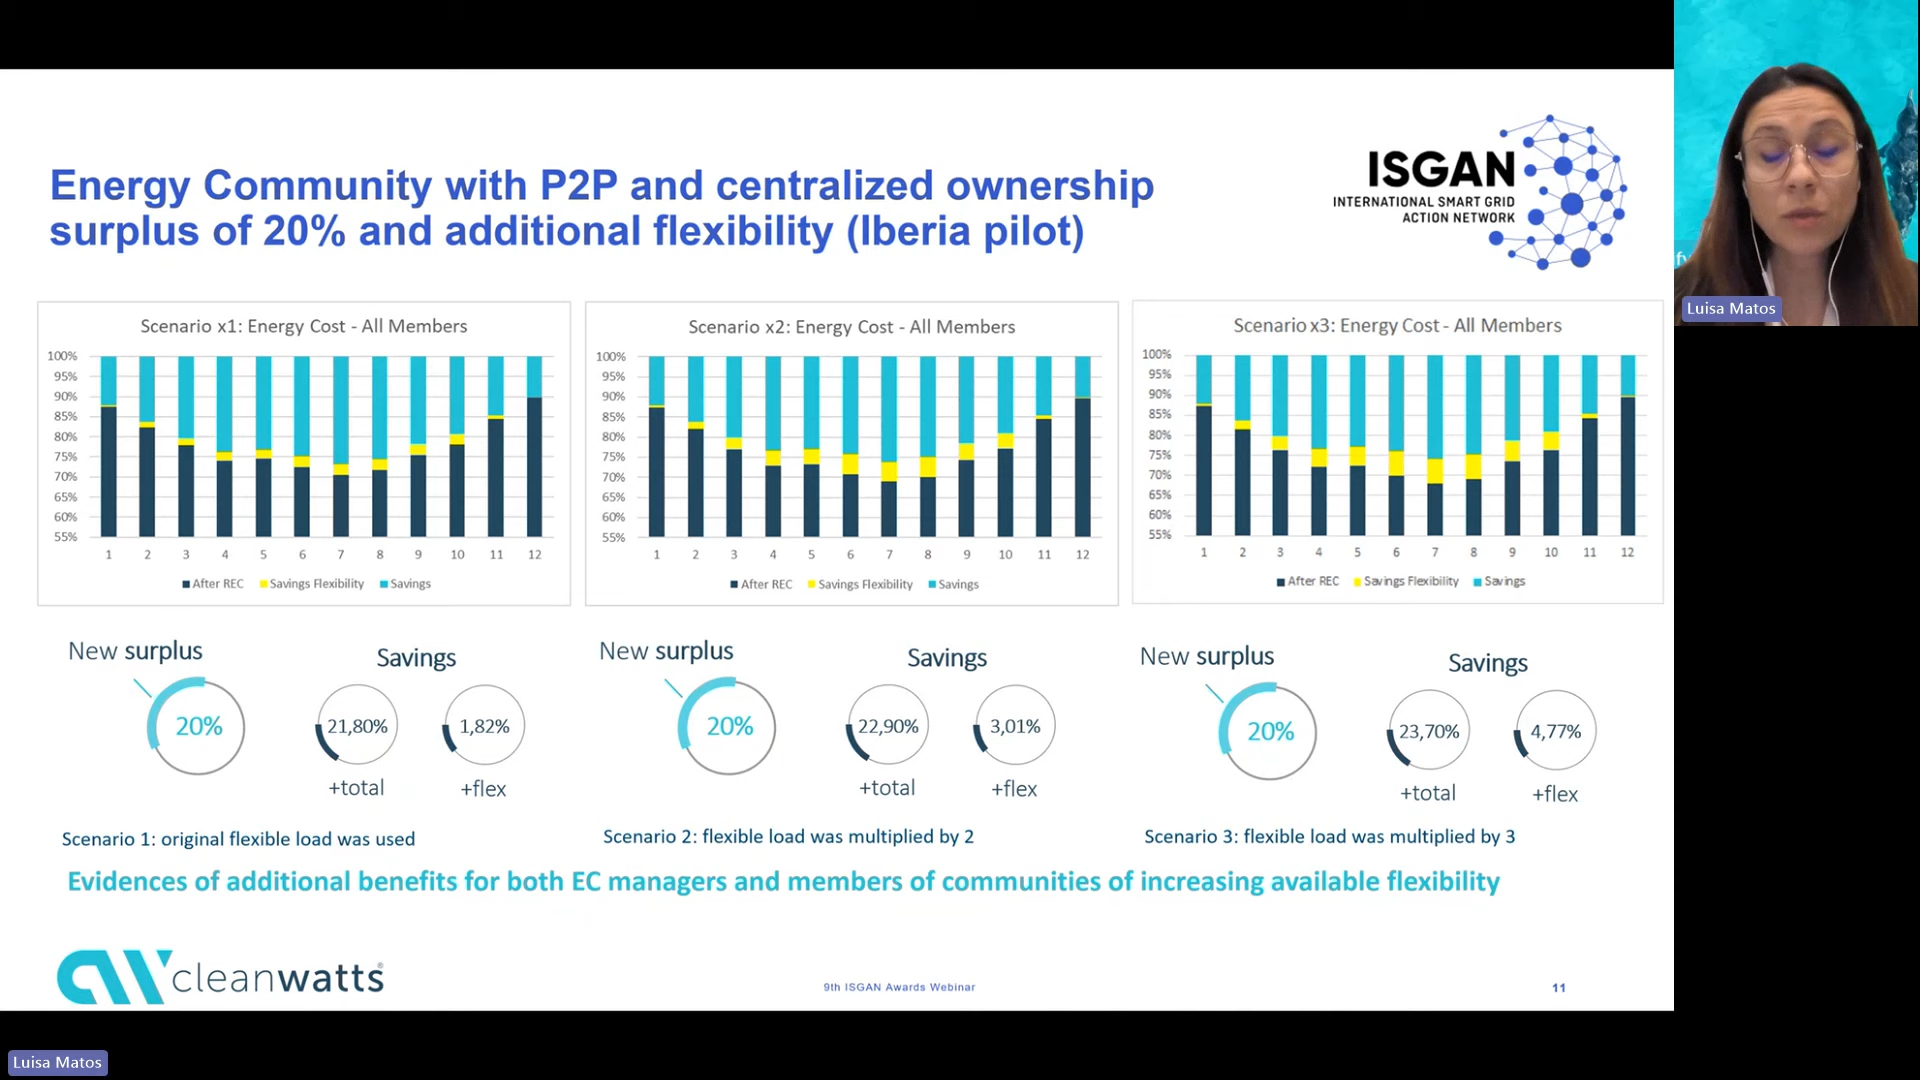 Energy Community with P2P and centralized ownership
surplus of 20% and additional flexibility (Iberia pilot)
ISGAN
INTERNATIONAL SMART GRID
ACTION NETWORK
Luisa Matos
Scenario x1: Energy Cost - All Members
100%
95%
90%
85%
80%
75%
70%
65%
60%
55%
1 2 3 4 5 6 7 8 9 10 11 12
After REC Savings Flexibility Savings
Scenario x2: Energy Cost - All Members
100%
95%
90%
85%
80%
75%
70%
65%
60%
55%
1 2 3 4 5 6 7 8 9 10 11 12
After REC Savings Flexibility Savings
Scenario x3: Energy Cost - All Members
100%
95%
90%
85%
80%
75%
70%
65%
60%
55%
1 2 3 4 5 6 7 8 9 10 11 12
After REC Savings Flexibility Savings
New surplus
Savings
20%
21,80%
1,82%
+total
+flex
Scenario 1: original flexible load was used
New surplus
Savings
20%
22,90%
3,01%
+total
+flex
Scenario 2: flexible load was multiplied by 2
New surplus
Savings
20%
23,70%
4,77%
+total
+flex
Scenario 3: flexible load was multiplied by 3
Evidences of additional benefits for both EC managers and members of communities of increasing available flexibility
cleanwatts®
9th ISGAN Awards Webinar
11
Luisa Matos